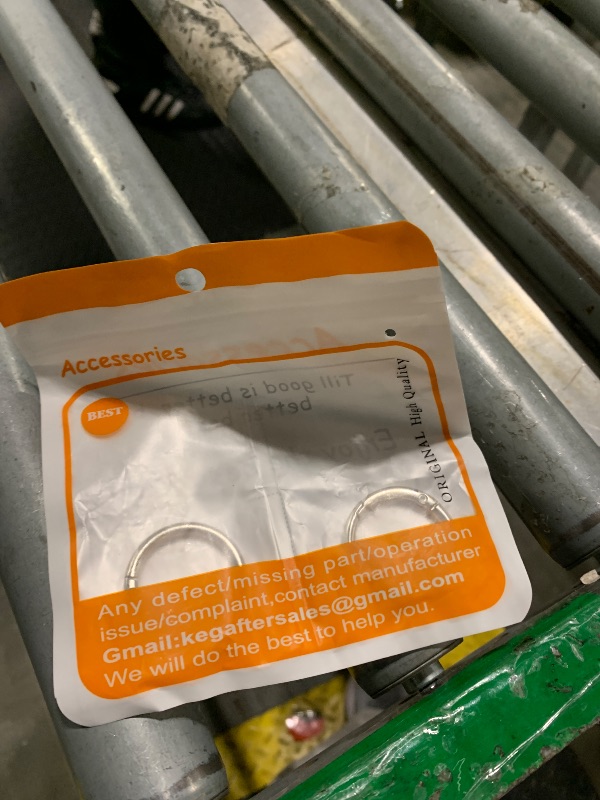 Accessories
BEST
ORIGINAL High Quality
Till good is
Any defect/missing part/operation
issue/complaint,contact manufacturer
Gmail:kegaftersales@gmail.com
We will do the best to help you.